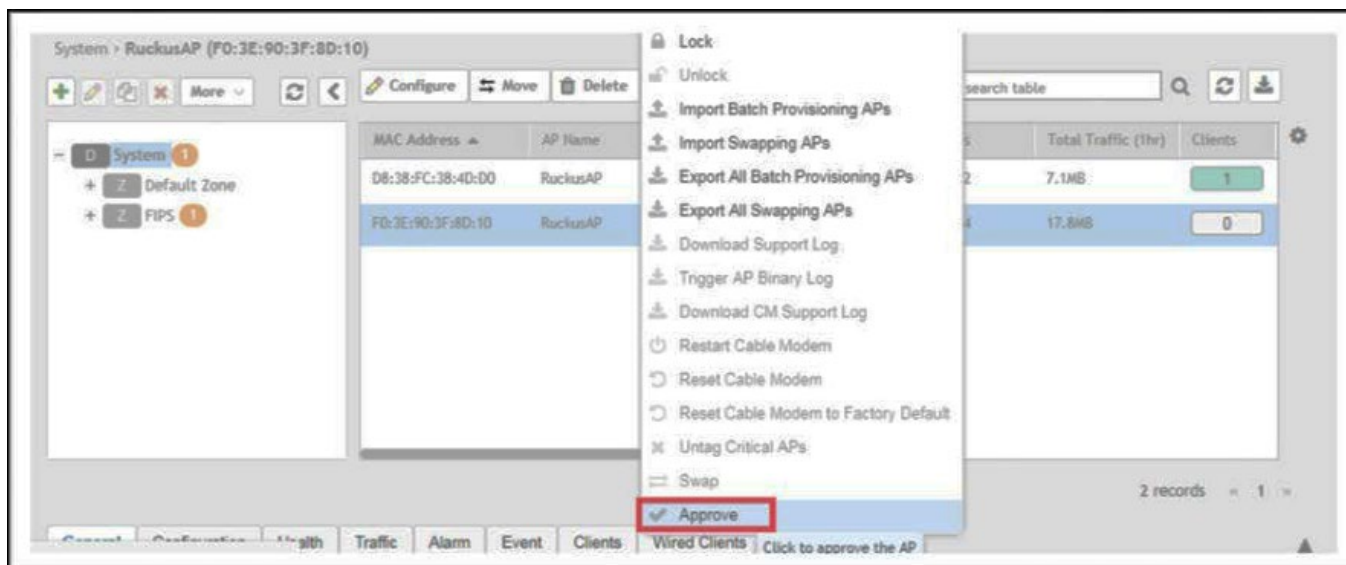 System > RuckusAP (F0:3E:90:3F:8D:10)
More
Configure Move Delete
search table
D System 1
+ Z Default Zone
+ Z FIPS 1
MAC Address AP Name Total Traffic (1hr) Clients
D8:38:FC:38:4D:D0 RuckusAP 2 7.1MB 1
F0:3E:90:3F:8D:10 RuckusAP 4 17.8MB 0
Lock
Unlock
Import Batch Provisioning APs
Import Swapping APs
Export All Batch Provisioning APs
Export All Swapping APs
Download Support Log
Trigger AP Binary Log
Download CM Support Log
Restart Cable Modem
Reset Cable Modem
Reset Cable Modem to Factory Default
Untag Critical APs
Swap
Approve
2 records « 1 »
General Configuration Health Traffic Alarm Event Clients Wired Clients
Click to approve the AP